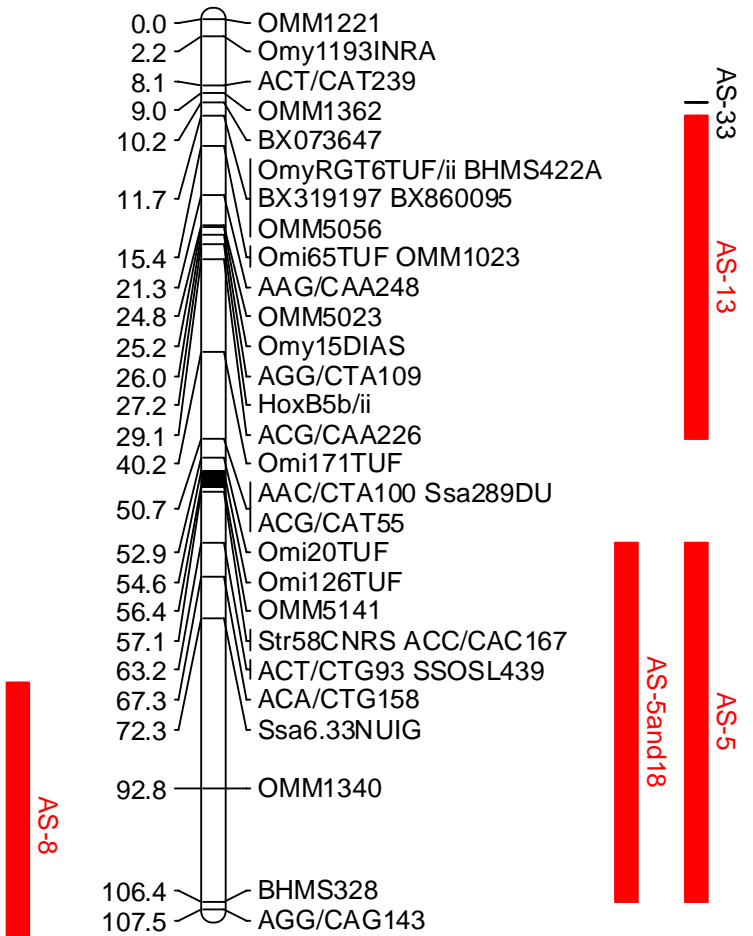 0.0 OMM1221
2.2 Omy1193INRA
8.1 ACT/CAT239
9.0 OMM1362
10.2 BX073647
OmyRGT6TUF/ii BHMS422A
11.7 BX319197 BX860095
OMM5056
15.4 Omi65TUF OMM1023
21.3 AAG/CAA248
24.8 OMM5023
25.2 Omy15DIAS
26.0 AGG/CTA109
27.2 HoxB5b/ii
29.1 ACG/CAA226
40.2 Omi171TUF
AAC/CTA100 Ssa289DU
50.7
ACG/CAT55
52.9 Omi20TUF
54.6 Omi126TUF
56.4 OMM5141
57.1 Str58CNRS ACC/CAC167
63.2 ACT/CTG93 SSOSL439
67.3 ACA/CTG158
72.3 Ssa6.33NUIG
92.8 OMM1340
106.4 BHMS328
107.5 AGG/CAG143
AS-33
AS-13
AS-5and18
AS-5
AS-8